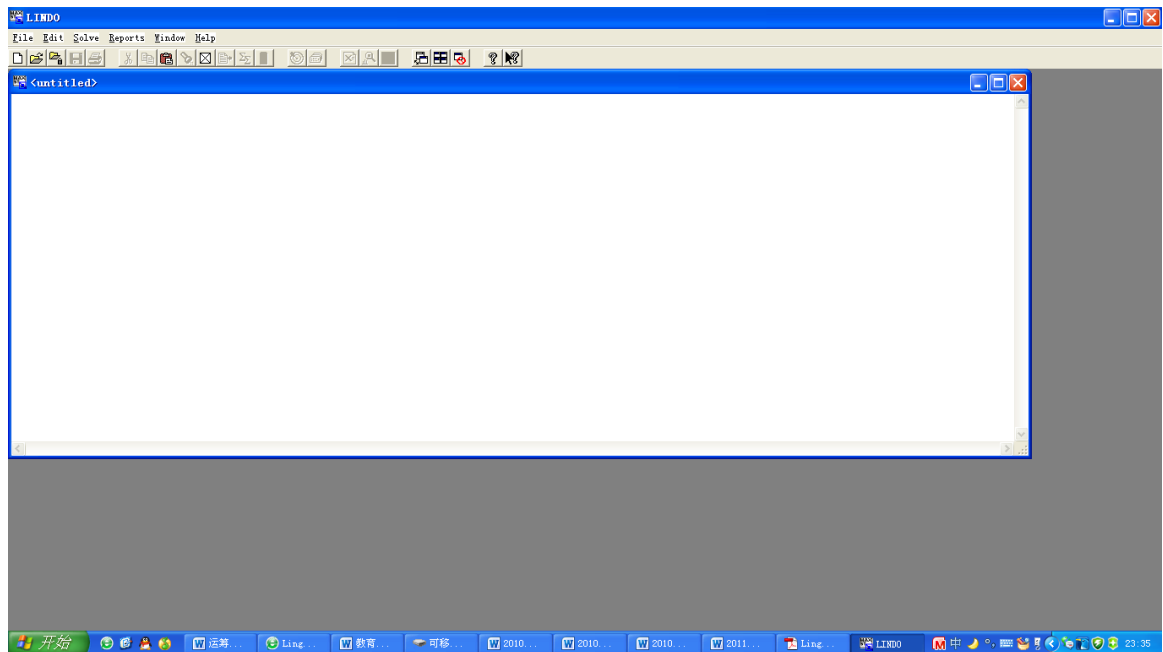 LINDO
File Edit Solve Reports Window Help
<untitled>
开始 运筹... Ling... 教育... 可移... 2010... 2010... 2010... 2011... Ling... LINDO 中 23:35